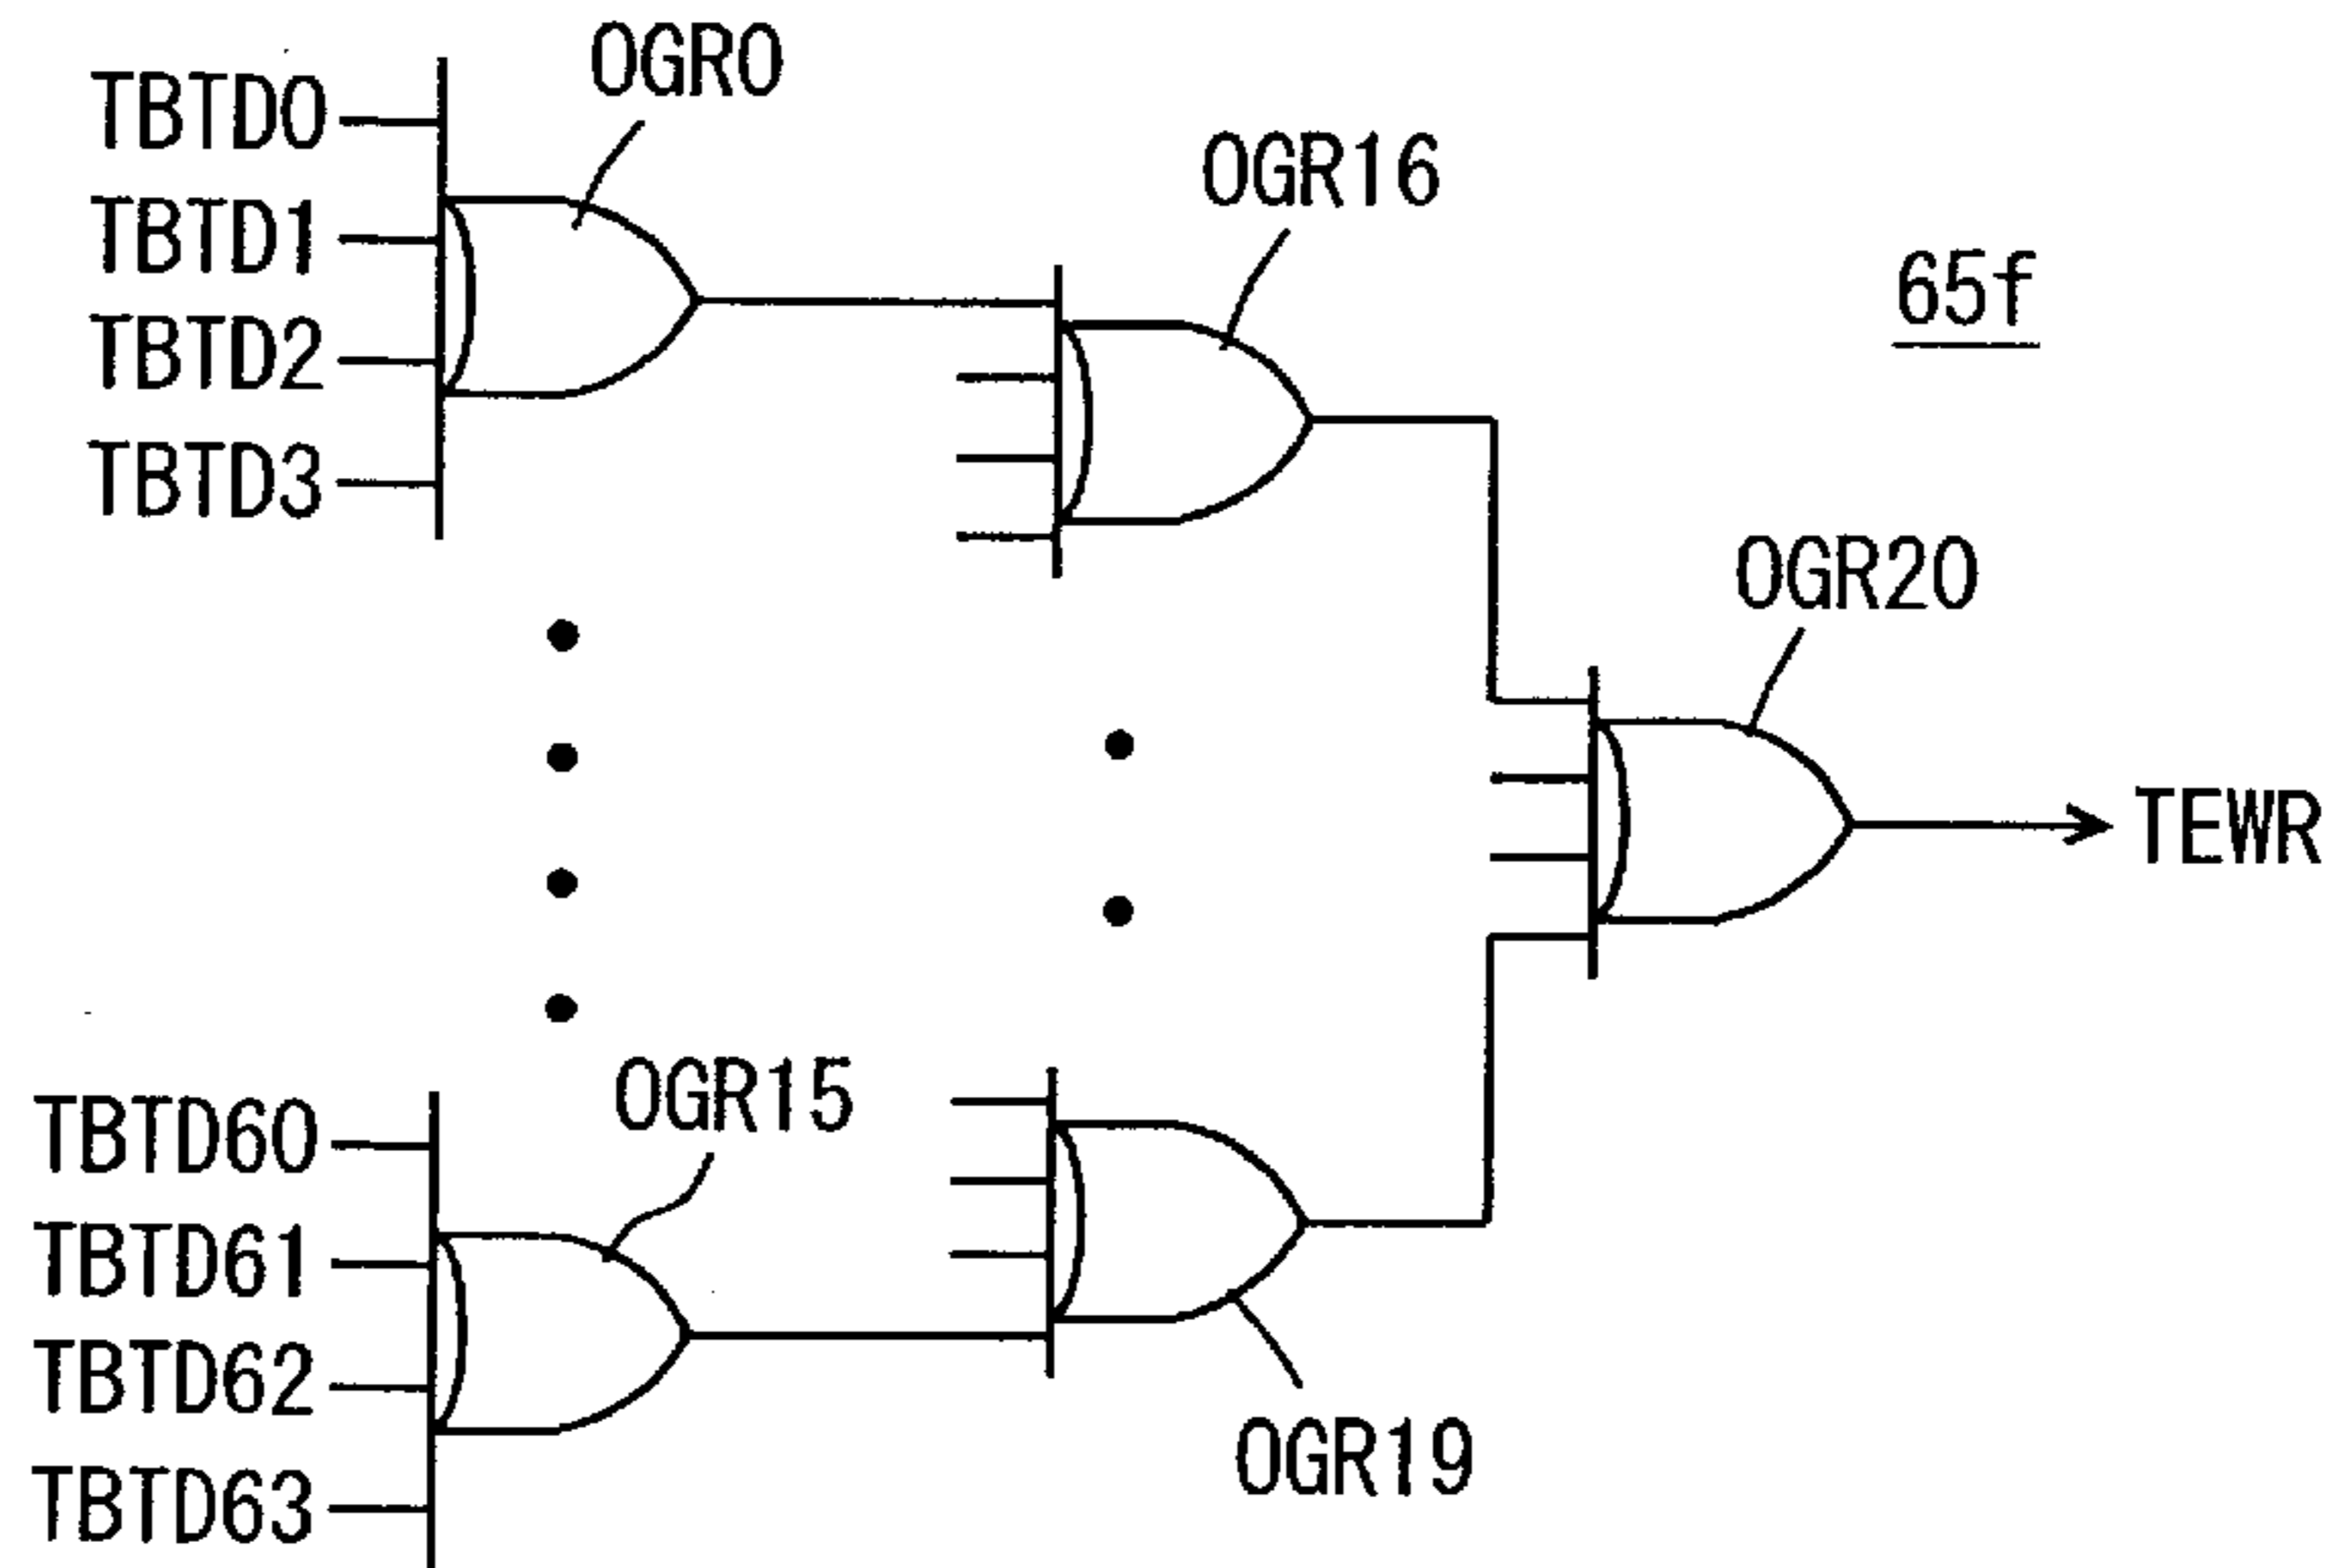 OGR0
TBTD0
TBTD1
TBTD2
TBTD3
OGR16
65f
OGR20
TEWR
OGR15
TBTD60
TBTD61
TBTD62
TBTD63
OGR19